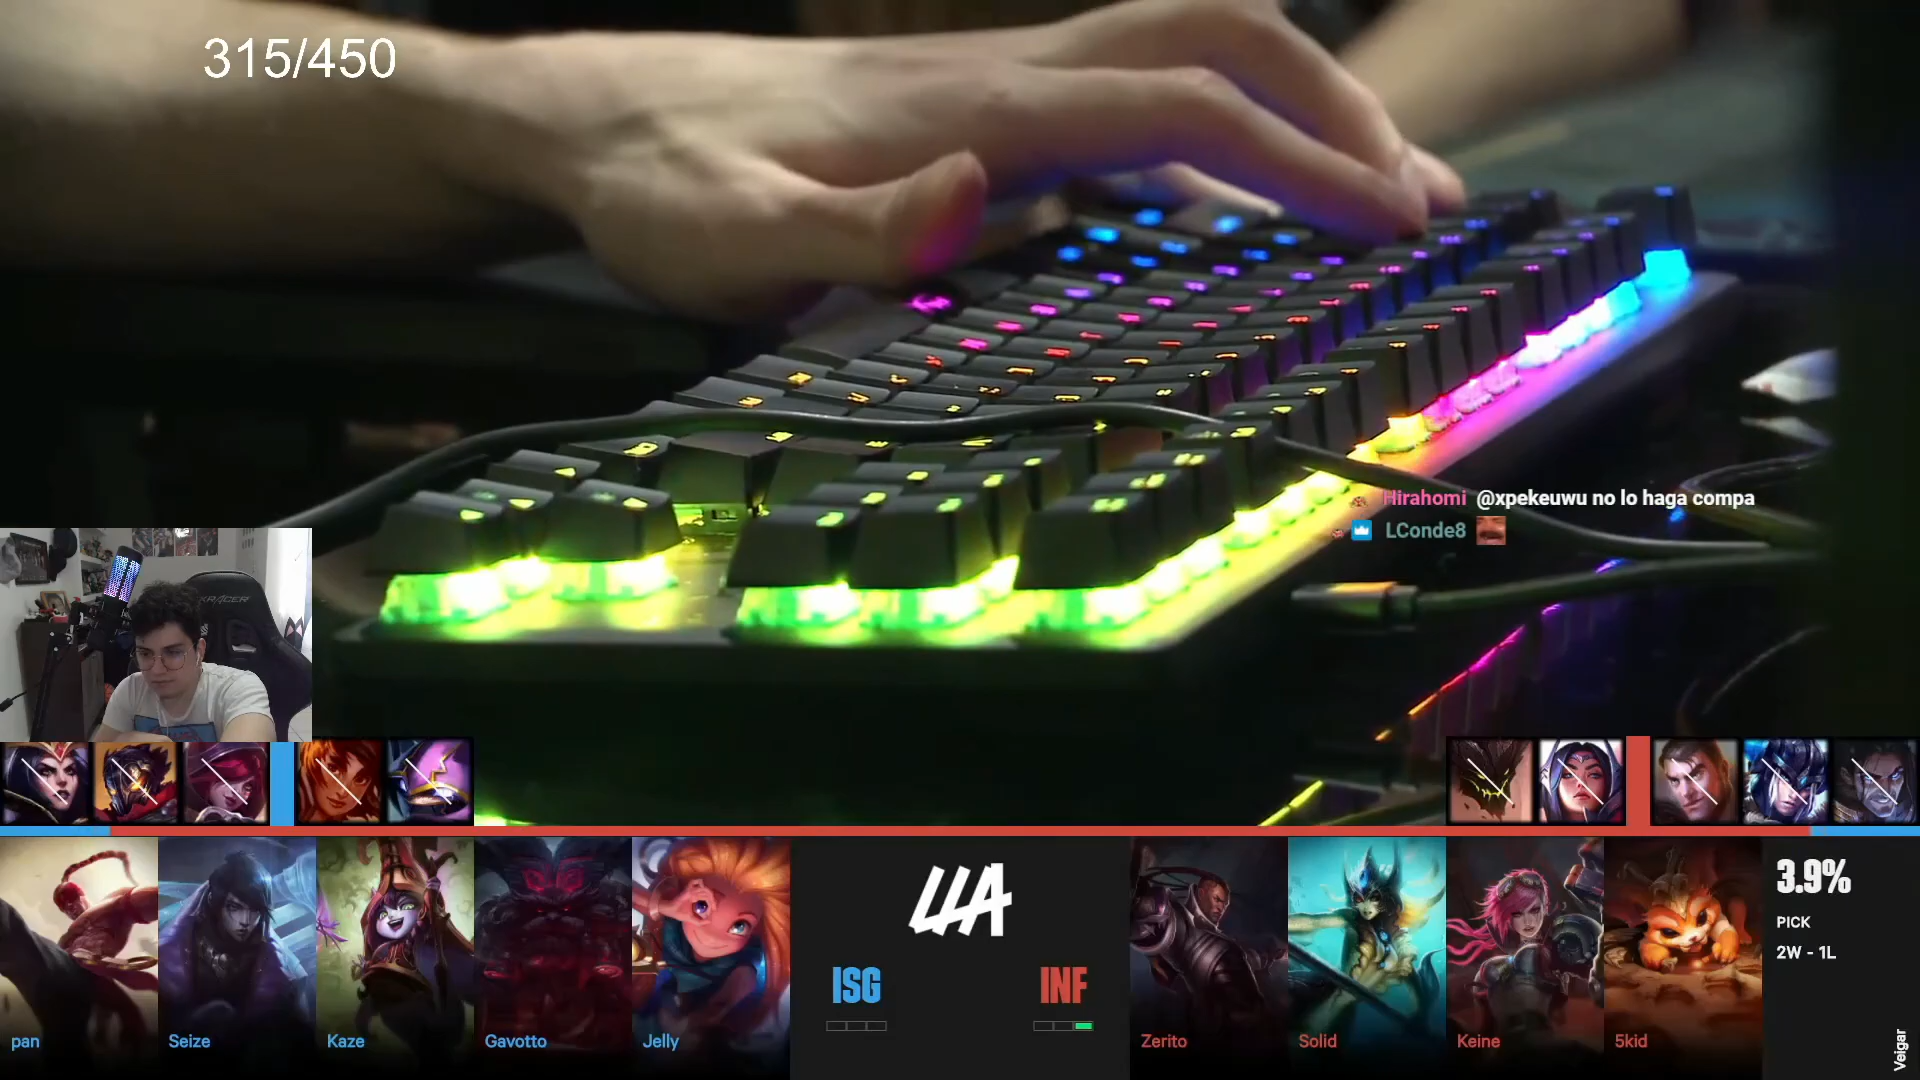 315/450
Hirahomi @xpekeuwu no lo haga compa
LConde8
LLA
ISG
INF
3.9%
PICK
2W - 1L
pan
Seize
Kaze
Gavotto
Jelly
Zerito
Solid
Keine
5kid
Veigar